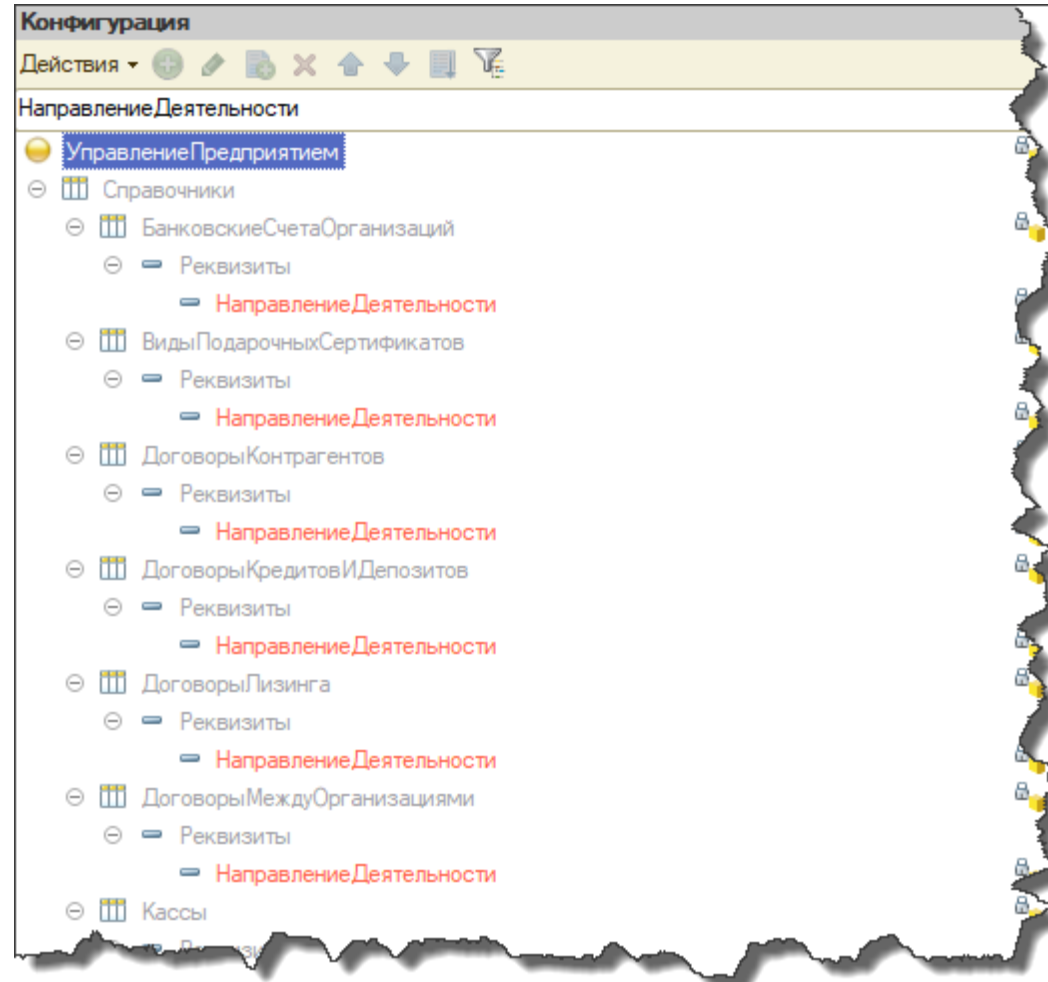 Конфигурация
Действия
НаправлениеДеятельности
УправлениеПредприятием
Справочники
БанковскиеСчетаОрганизаций
Реквизиты
НаправлениеДеятельности
ВидыПодарочныхСертификатов
Реквизиты
НаправлениеДеятельности
ДоговорыКонтрагентов
Реквизиты
НаправлениеДеятельности
ДоговорыКредитовИДепозитов
Реквизиты
НаправлениеДеятельности
ДоговорыЛизинга
Реквизиты
НаправлениеДеятельности
ДоговорыМеждуОрганизациями
Реквизиты
НаправлениеДеятельности
Кассы